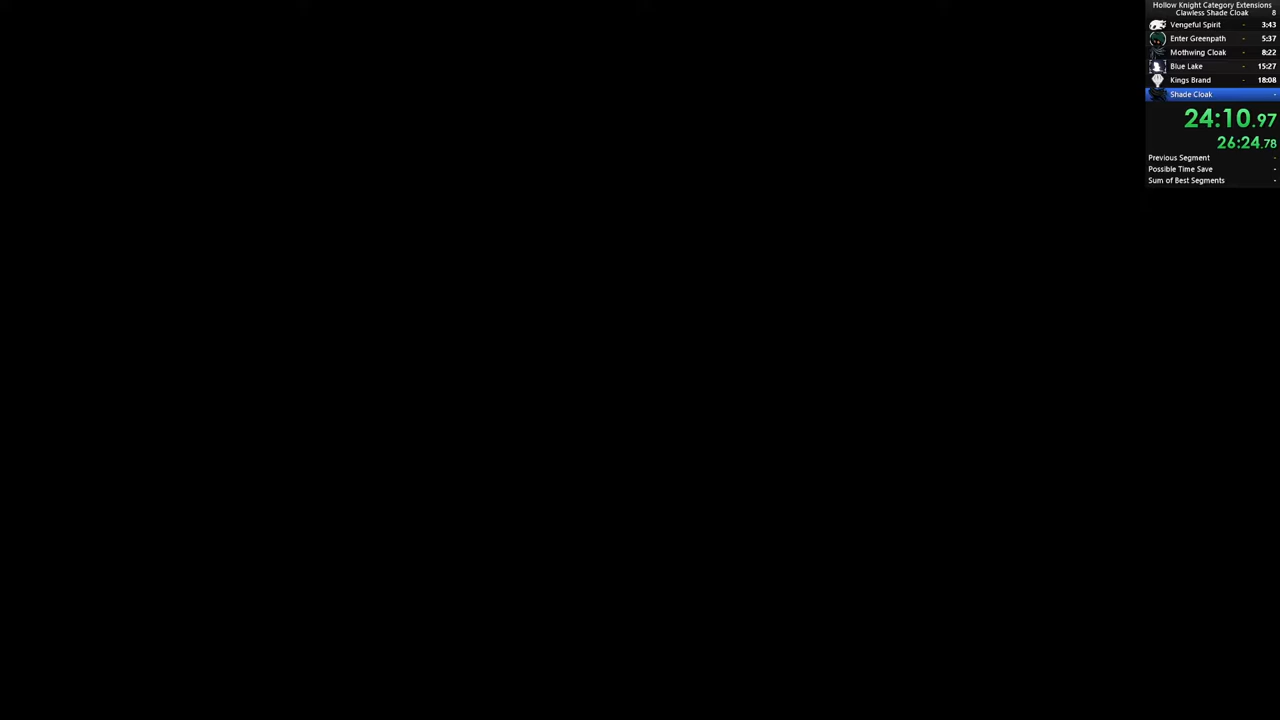 Hollow Knight Category Extensions
Clawless Shade Cloak 8
Vengeful Spirit - 3:43
Enter Greenpath - 5:37
Mothwing Cloak - 8:22
Blue Lake - 15:27
Kings Brand - 18:08
Shade Cloak -
24:10.97
26:24.78
Previous Segment -
Possible Time Save -
Sum of Best Segments -